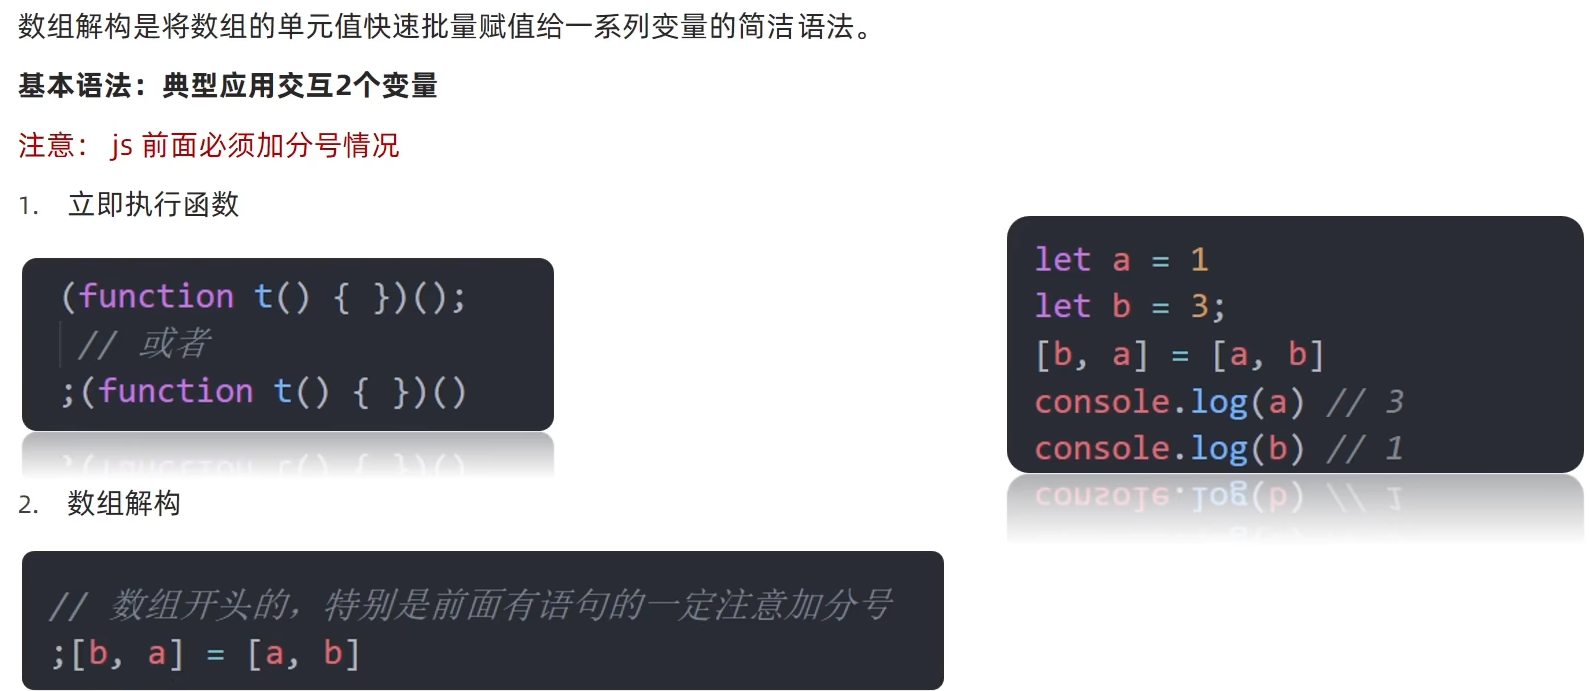 数组解构是将数组的单元值快速批量赋值给一系列变量的简洁语法。
基本语法：典型应用交互2个变量
注意： js 前面必须加分号情况
1. 立即执行函数
(function t() { })();
// 或者
;(function t() { })()
2. 数组解构
// 数组开头的，特别是前面有语句的一定注意加分号
;[b, a] = [a, b]
let a = 1
let b = 3;
[b, a] = [a, b]
console.log(a) // 3
console.log(b) // 1